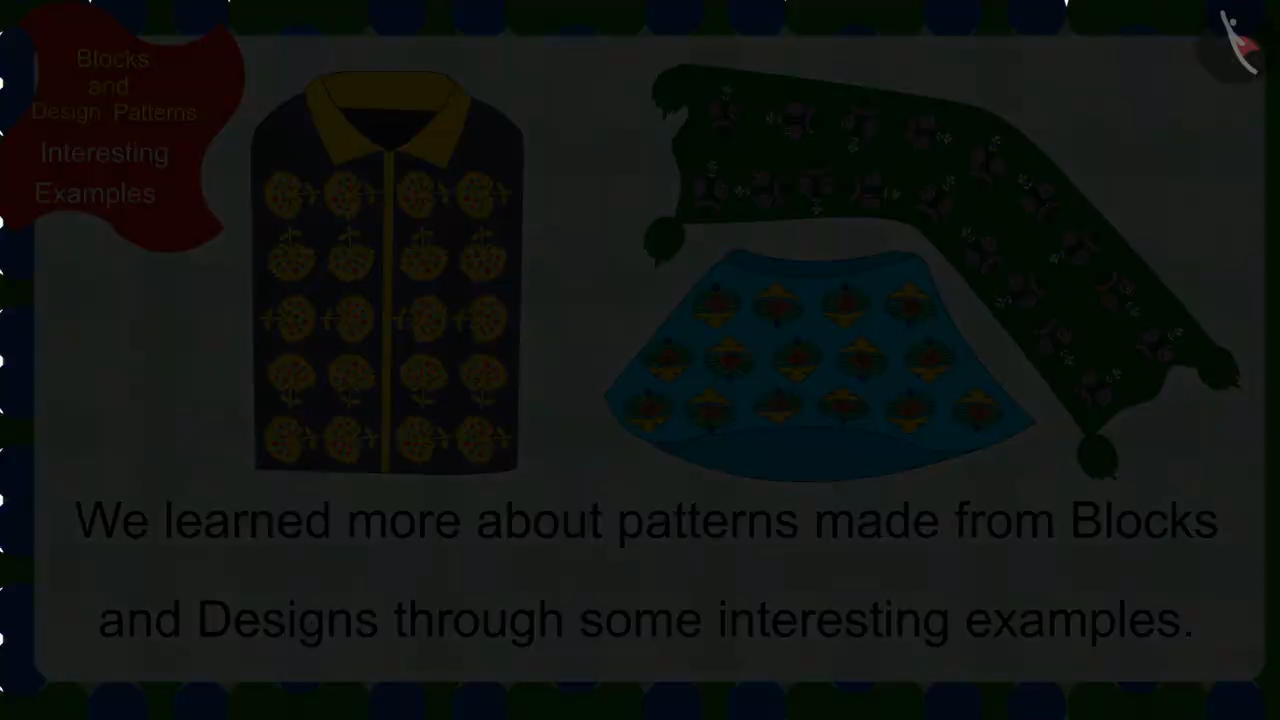 Blocks
and
Design Patterns
Interesting
Examples
We learned more about patterns made from Blocks
and Designs through some interesting examples.